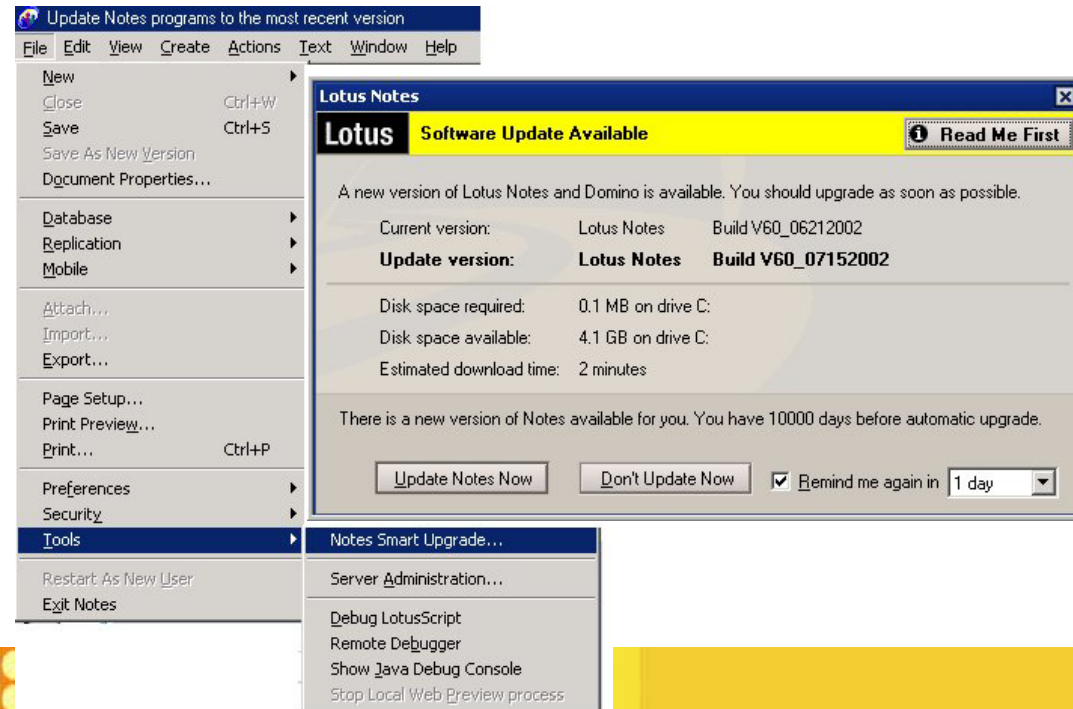 Update Notes programs to the most recent version
File Edit View Create Actions Text Window Help
New
Close Ctrl+W
Save Ctrl+S
Save As New Version
Document Properties...
Database
Replication
Mobile
Attach...
Import...
Export...
Page Setup...
Print Preview...
Print... Ctrl+P
Preferences
Security
Tools
Restart As New User
Exit Notes
Lotus Notes
Lotus Software Update Available Read Me First
A new version of Lotus Notes and Domino is available. You should upgrade as soon as possible.
Current version: Lotus Notes Build V60_06212002
Update version: Lotus Notes Build V60_07152002
Disk space required: 0.1 MB on drive C:
Disk space available: 4.1 GB on drive C:
Estimated download time: 2 minutes
There is a new version of Notes available for you. You have 10000 days before automatic upgrade.
Update Notes Now Don't Update Now Remind me again in 1 day
Notes Smart Upgrade...
Server Administration...
Debug LotusScript
Remote Debugger
Show Java Debug Console
Stop Local Web Preview process